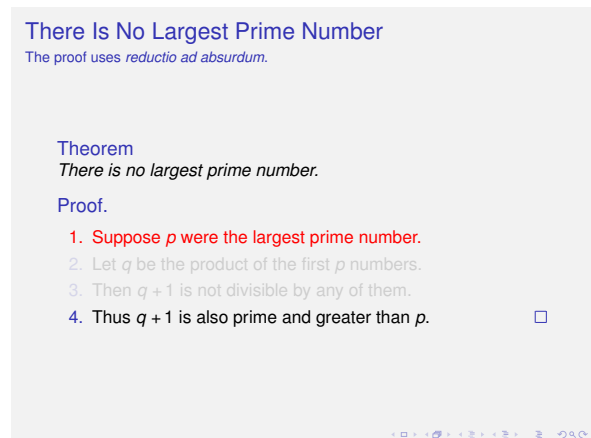 There Is No Largest Prime Number
The proof uses reductio ad absurdum.
Theorem
There is no largest prime number.
Proof.
1. Suppose p were the largest prime number.
2. Let q be the product of the first p numbers.
3. Then q + 1 is not divisible by any of them.
4. Thus q + 1 is also prime and greater than p. □